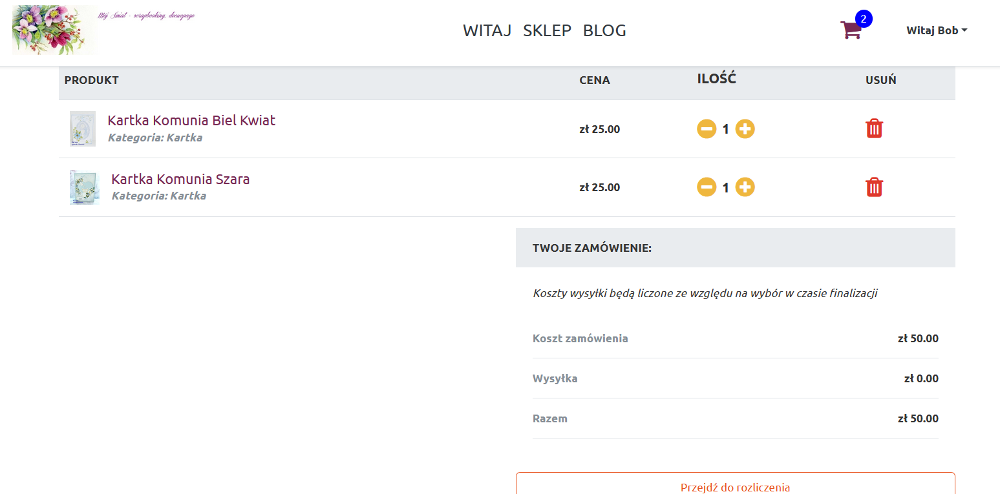 Mój Świat - scrapbooking, decuopage
WITAJ SKLEP BLOG
2
Witaj Bob
PRODUKT CENA ILOŚĆ USUŃ
Kartka Komunia Biel Kwiat
Kategoria: Kartka
zł 25.00
1
Kartka Komunia Szara
Kategoria: Kartka
zł 25.00
1
TWOJE ZAMÓWIENIE:
Koszty wysyłki będą liczone ze względu na wybór w czasie finalizacji
Koszt zamówienia zł 50.00
Wysyłka zł 0.00
Razem zł 50.00
Przejdź do rozliczenia